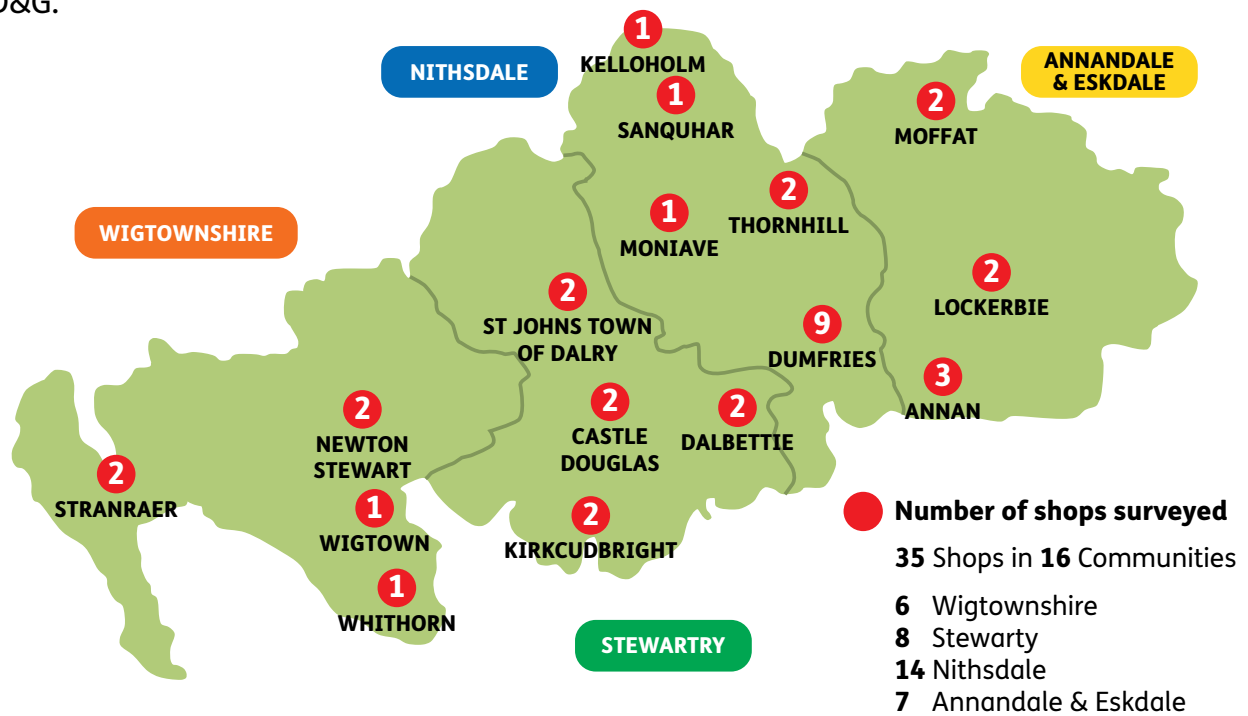 D&G.
1
KELLOHOLM
NITHSDALE
ANNANDALE
& ESKDALE
1
SANQUHAR
2
MOFFAT
2
THORNHILL
1
MONIAVE
WIGTOWNSHIRE
2
LOCKERBIE
2
ST JOHNS TOWN
OF DALRY
9
DUMFRIES
3
ANNAN
2
NEWTON
STEWART
2
CASTLE
DOUGLAS
2
DALBETTIE
2
STRANRAER
1
WIGTOWN
2
KIRKCUDBRIGHT
1
WHITHORN
STEWARTRY
Number of shops surveyed
35 Shops in 16 Communities
6 Wigtownshire
8 Stewarty
14 Nithsdale
7 Annandale & Eskdale